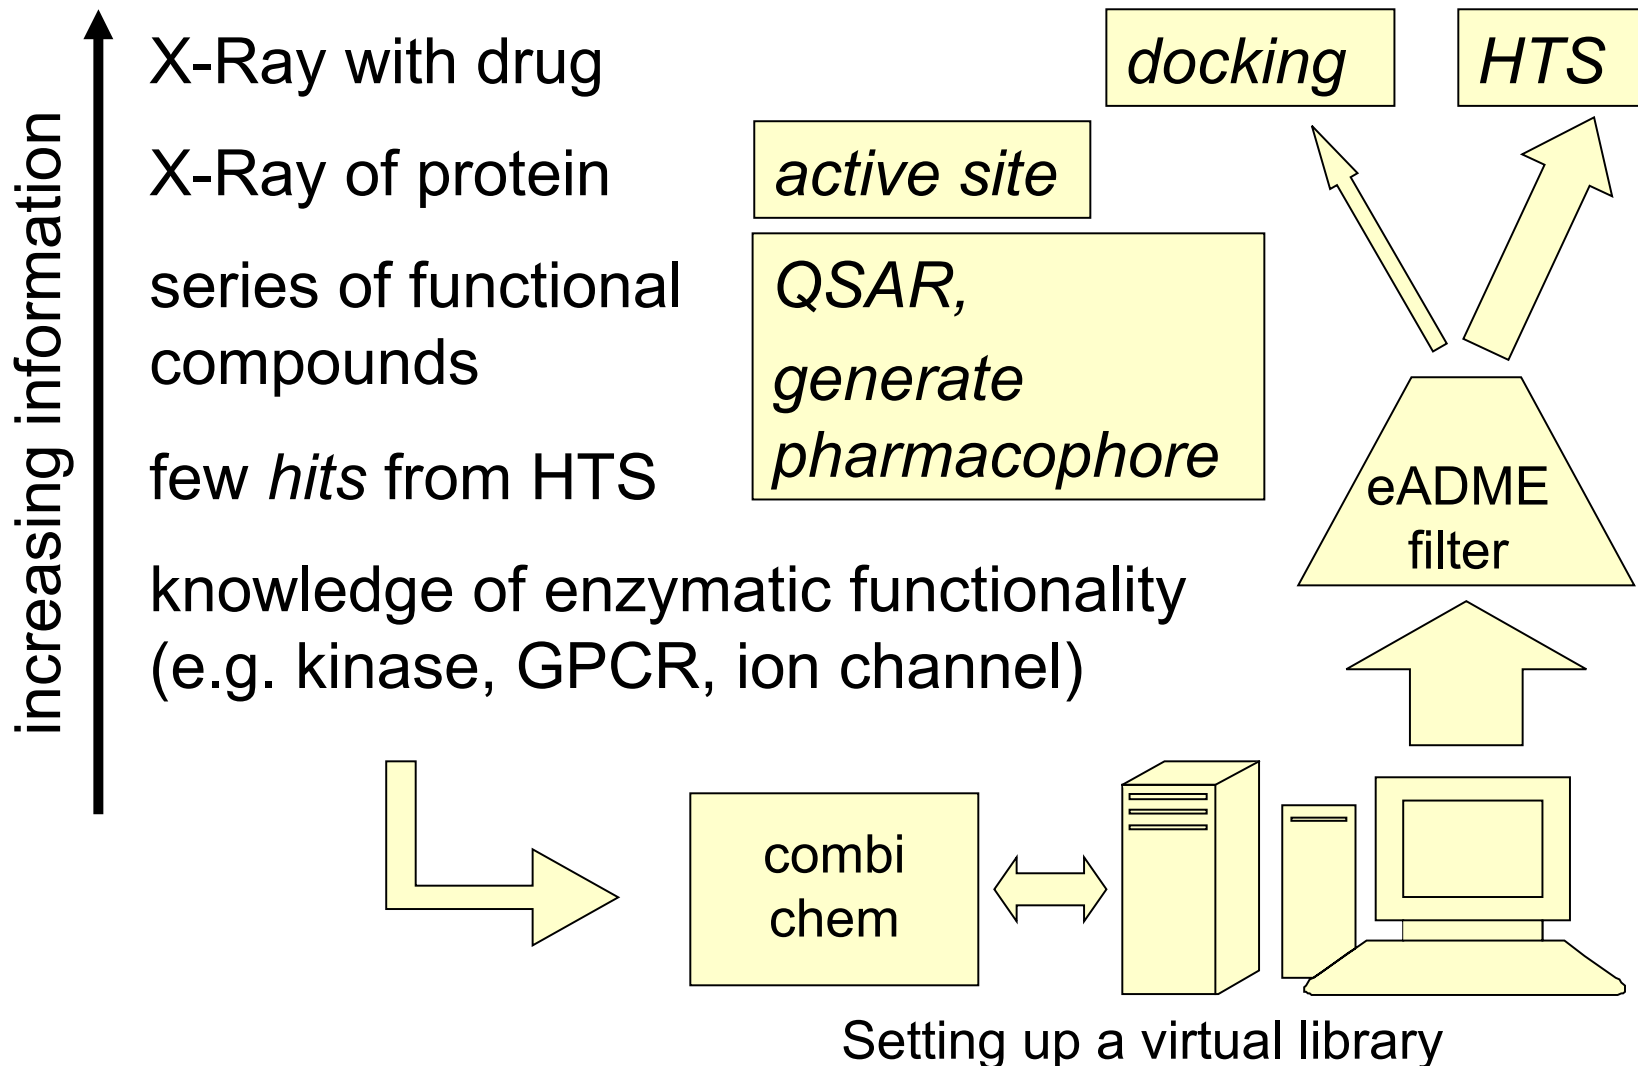 increasing information
X-Ray with drug
docking
HTS
X-Ray of protein
active site
series of functional
compounds
QSAR,
generate
pharmacophore
few hits from HTS
eADME
filter
knowledge of enzymatic functionality
(e.g. kinase, GPCR, ion channel)
combi
chem
Setting up a virtual library